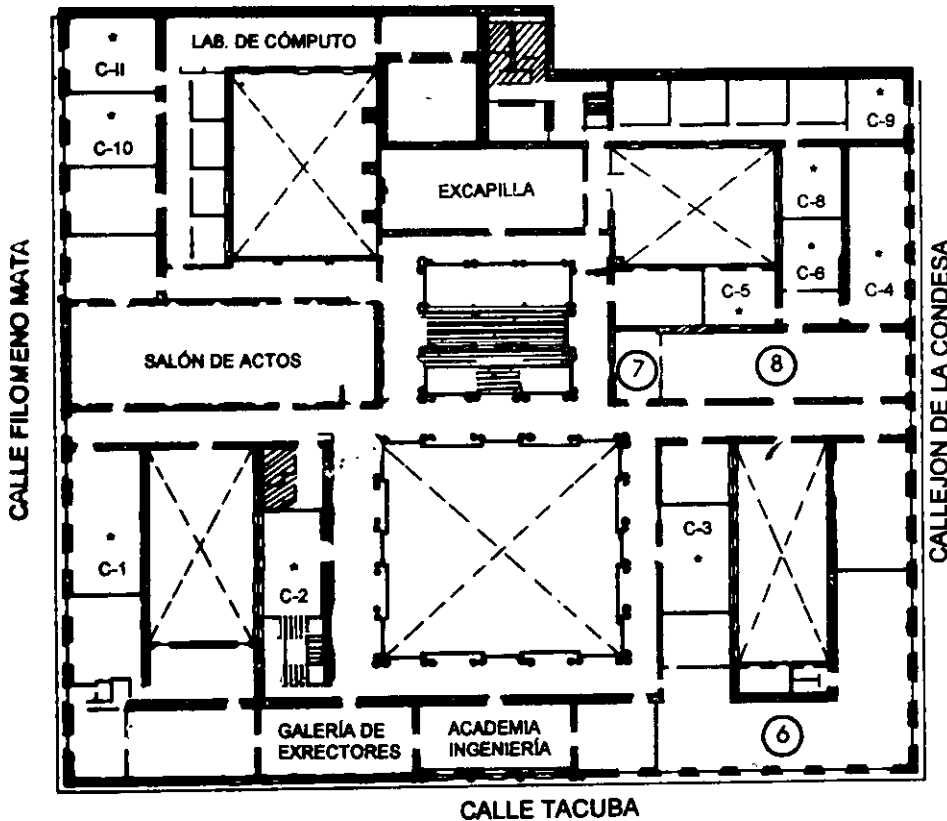 LAB. DE CÓMPUTO
C-11
C-10
C-9
EXCAPILLA
C-8
C-6
C-5
C-4
SALÓN DE ACTOS
7
8
CALLE FILOMENO MATA
CALLEJON DE LA CONDESA
C-1
C-2
C-3
GALERÍA DE
EXRECTORES
ACADEMIA
INGENIERÍA
6
CALLE TACUBA